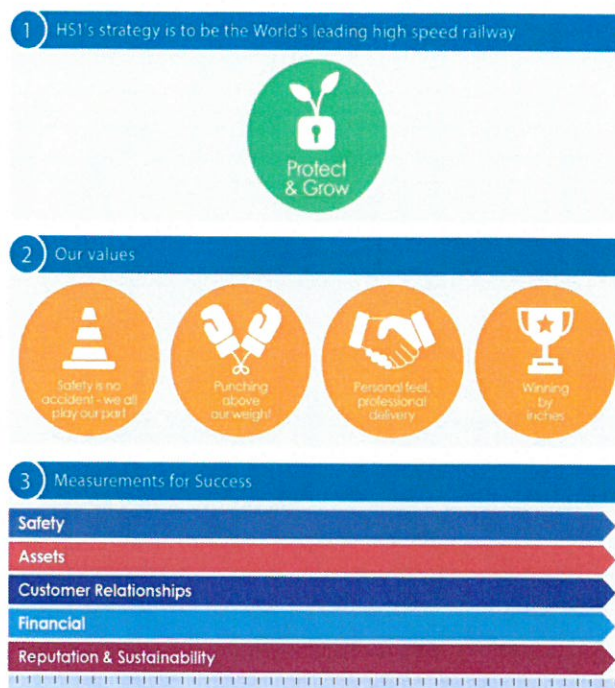 1 HS1's strategy is to be the World's leading high speed railway
Protect
& Grow
2 Our values
Safety is no
accident - we all
play our part
Punching
above
our weight
Personal feel,
professional
delivery
Winning
by
inches
3 Measurements for Success
Safety
Assets
Customer Relationships
Financial
Reputation & Sustainability